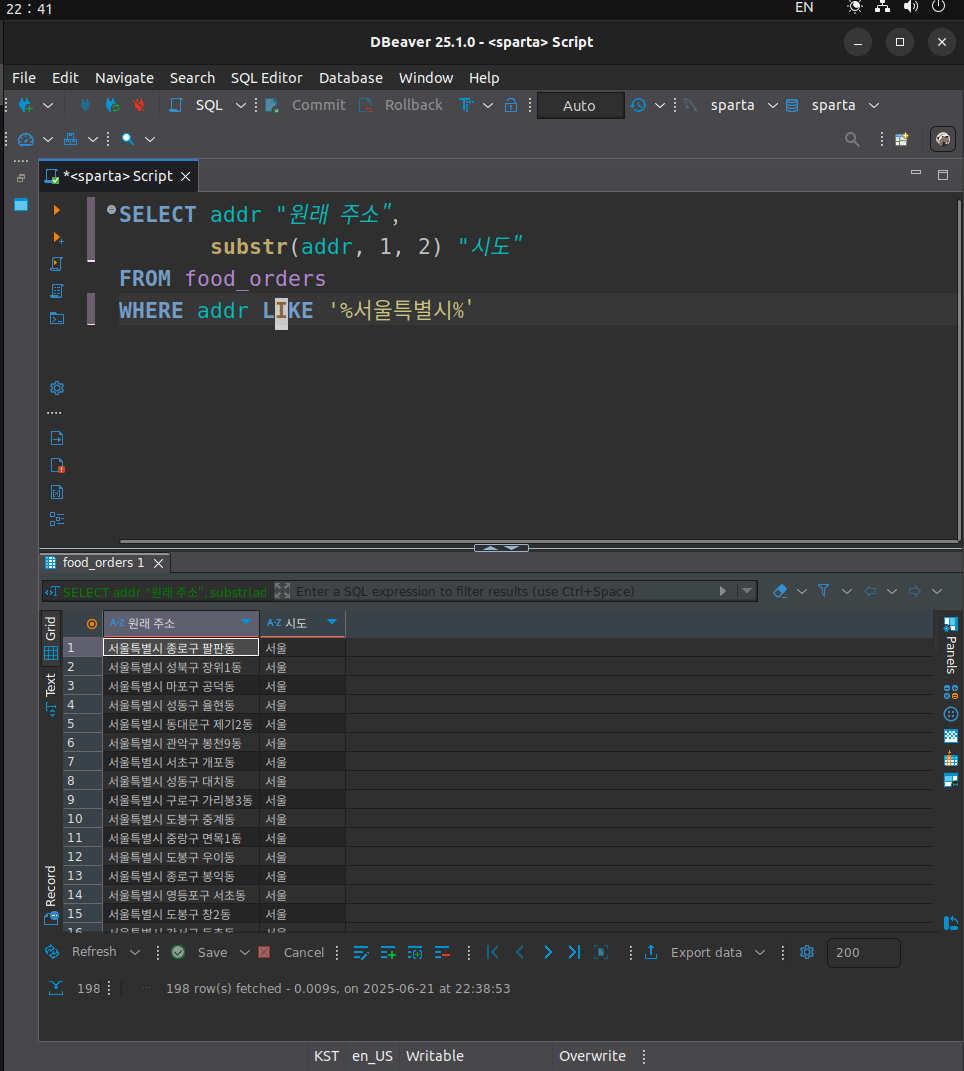 22 : 41
EN
DBeaver 25.1.0 - <sparta> Script
File Edit Navigate Search SQL Editor Database Window Help
SQL Commit Rollback Auto sparta sparta
*<sparta> Script
SELECT addr "원래 주소",
substr(addr, 1, 2) "시도"
FROM food_orders
WHERE addr LIKE '%서울특별시%'
food_orders 1
SELECT addr "원래 주소", substr(ad
Enter a SQL expression to filter results (use Ctrl+Space)
Grid
Text
Record
Panels
A-Z 원래 주소 A-Z 시도
1 서울특별시 종로구 팔판동 서울
2 서울특별시 성북구 장위1동 서울
3 서울특별시 마포구 공덕동 서울
4 서울특별시 성동구 율현동 서울
5 서울특별시 동대문구 제기2동 서울
6 서울특별시 관악구 봉천9동 서울
7 서울특별시 서초구 개포동 서울
8 서울특별시 성동구 대치동 서울
9 서울특별시 구로구 가리봉3동 서울
10 서울특별시 도봉구 중계동 서울
11 서울특별시 중랑구 면목1동 서울
12 서울특별시 도봉구 우이동 서울
13 서울특별시 종로구 봉익동 서울
14 서울특별시 영등포구 서초동 서울
15 서울특별시 도봉구 창2동 서울
Refresh Save Cancel Export data 200
198 198 row(s) fetched - 0.009s, on 2025-06-21 at 22:38:53
KST en_US Writable Overwrite